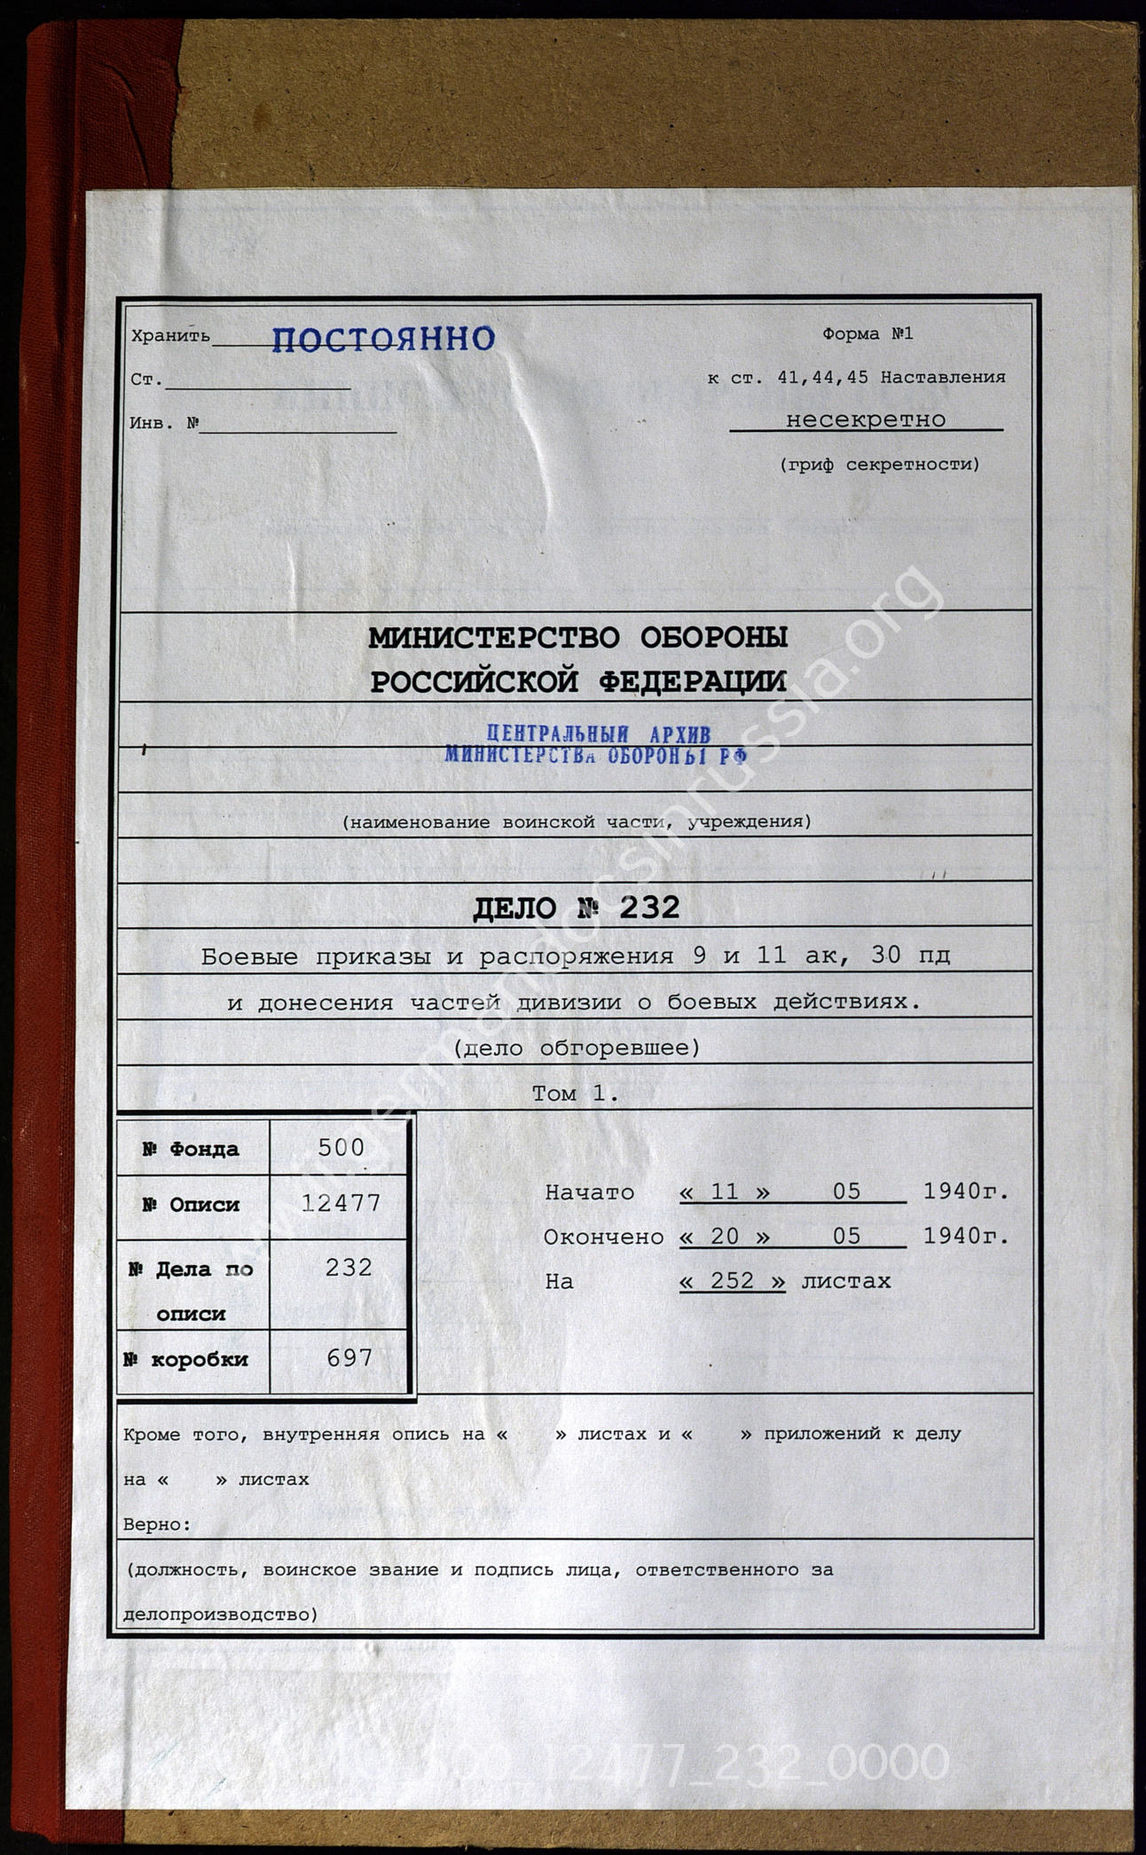 Хранить ПОСТОЯННО
Форма №1
Ст.
к ст. 41,44,45 Наставления
Инв. №
несекретно
(гриф секретности)
МИНИСТЕРСТВО ОБОРОНЫ
РОССИЙСКОЙ ФЕДЕРАЦИИ
ЦЕНТРАЛЬНЫЙ АРХИВ
МИНИСТЕРСТВА ОБОРОНЫ РФ
(наименование воинской части, учреждения)
ДЕЛО № 232
Боевые приказы и распоряжения 9 и 11 ак, 30 пд
и донесения частей дивизии о боевых действиях.
(дело обгоревшее)
Том 1.
№ Фонда 500
№ Описи 12477
№ Дела по 232
описи
№ коробки 697
Начато « 11 » 05 1940г.
Окончено « 20 » 05 1940г.
На « 252 » листах
Кроме того, внутренняя опись на « » листах и « » приложений к делу
на « » листах
Верно:
(должность, воинское звание и подпись лица, ответственного за
делопроизводство)
www.germandocsinrussia.org
500_12477_232_0000